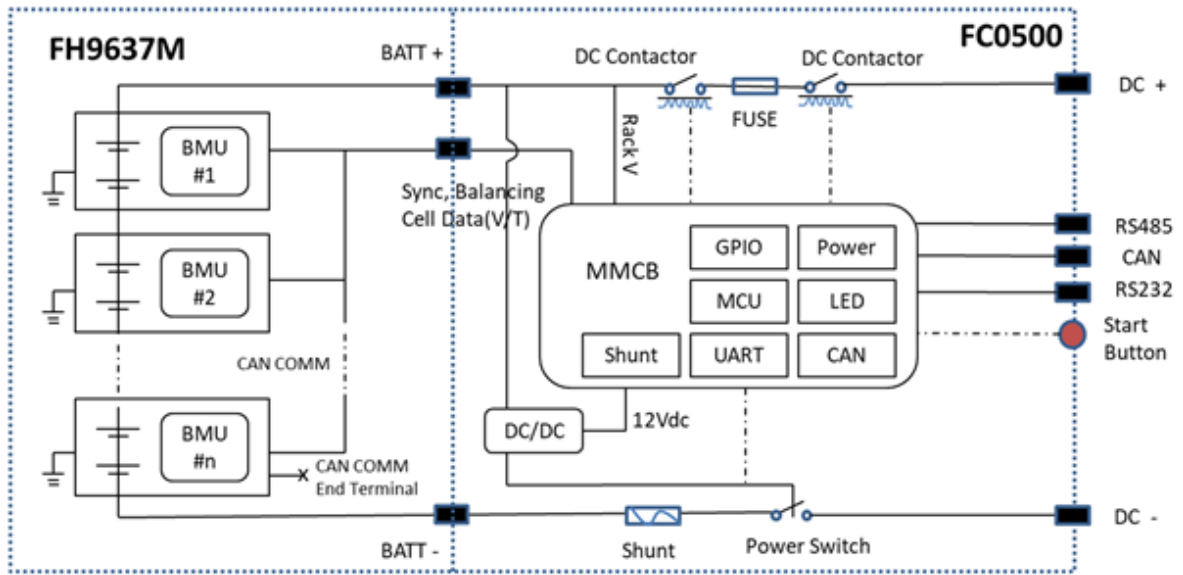 FH9637M
FC0500
BATT +
DC Contactor
DC Contactor
DC +
FUSE
Rack V
BMU
#1
Sync, Balancing
Cell Data(V/T)
BMU
#2
CAN COMM
BMU
#n
CAN COMM
End Terminal
BATT -
MMCB
GPIO
Power
MCU
LED
Shunt
UART
CAN
DC/DC
12Vdc
RS485
CAN
RS232
Start
Button
Shunt
Power Switch
DC -